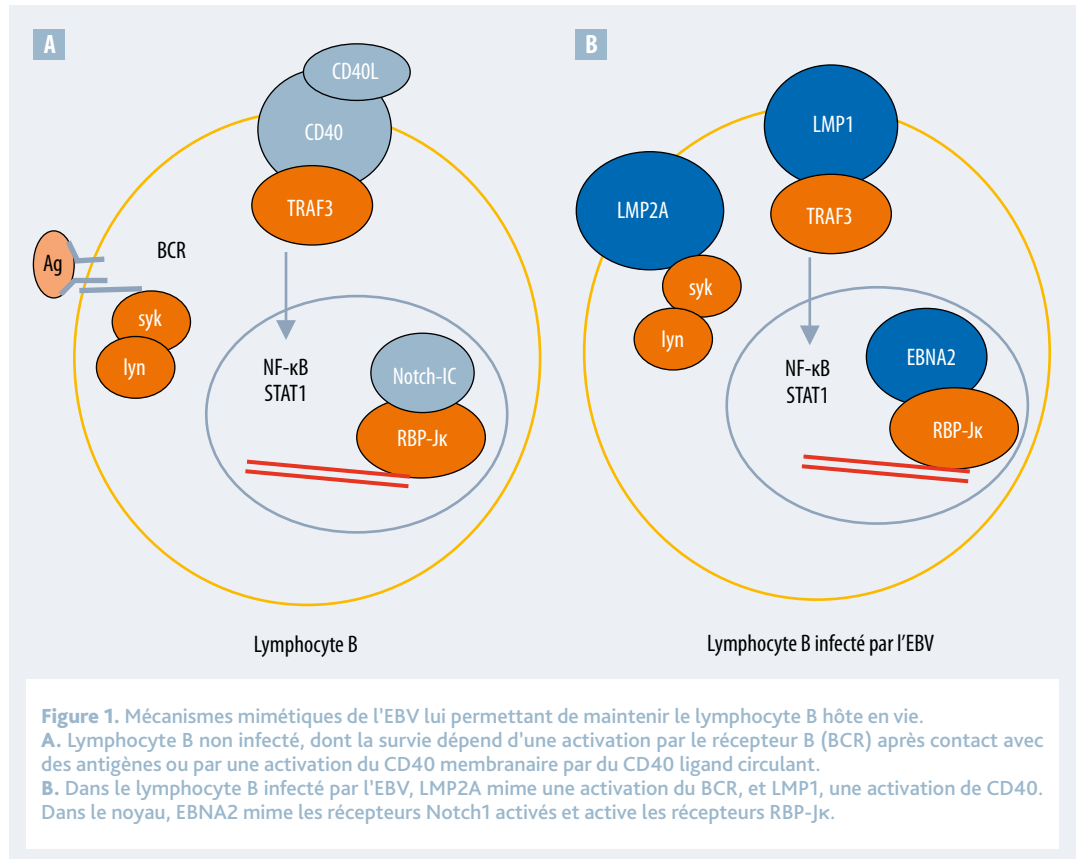 A
CD40L
CD40
TRAF3
Ag
BCR
syk
lyn
NF-κB
STAT1
Notch-IC
RBP-Jκ
Lymphocyte B
B
LMP1
LMP2A
TRAF3
syk
lyn
NF-κB
STAT1
EBNA2
RBP-Jκ
Lymphocyte B infecté par l'EBV
Figure 1. Mécanismes mimétiques de l'EBV lui permettant de maintenir le lymphocyte B hôte en vie.
A. Lymphocyte B non infecté, dont la survie dépend d'une activation par le récepteur B (BCR) après contact avec
des antigènes ou par une activation du CD40 membranaire par du CD40 ligand circulant.
B. Dans le lymphocyte B infecté par l'EBV, LMP2A mime une activation du BCR, et LMP1, une activation de CD40.
Dans le noyau, EBNA2 mime les récepteurs Notch1 activés et active les récepteurs RBP-Jκ.